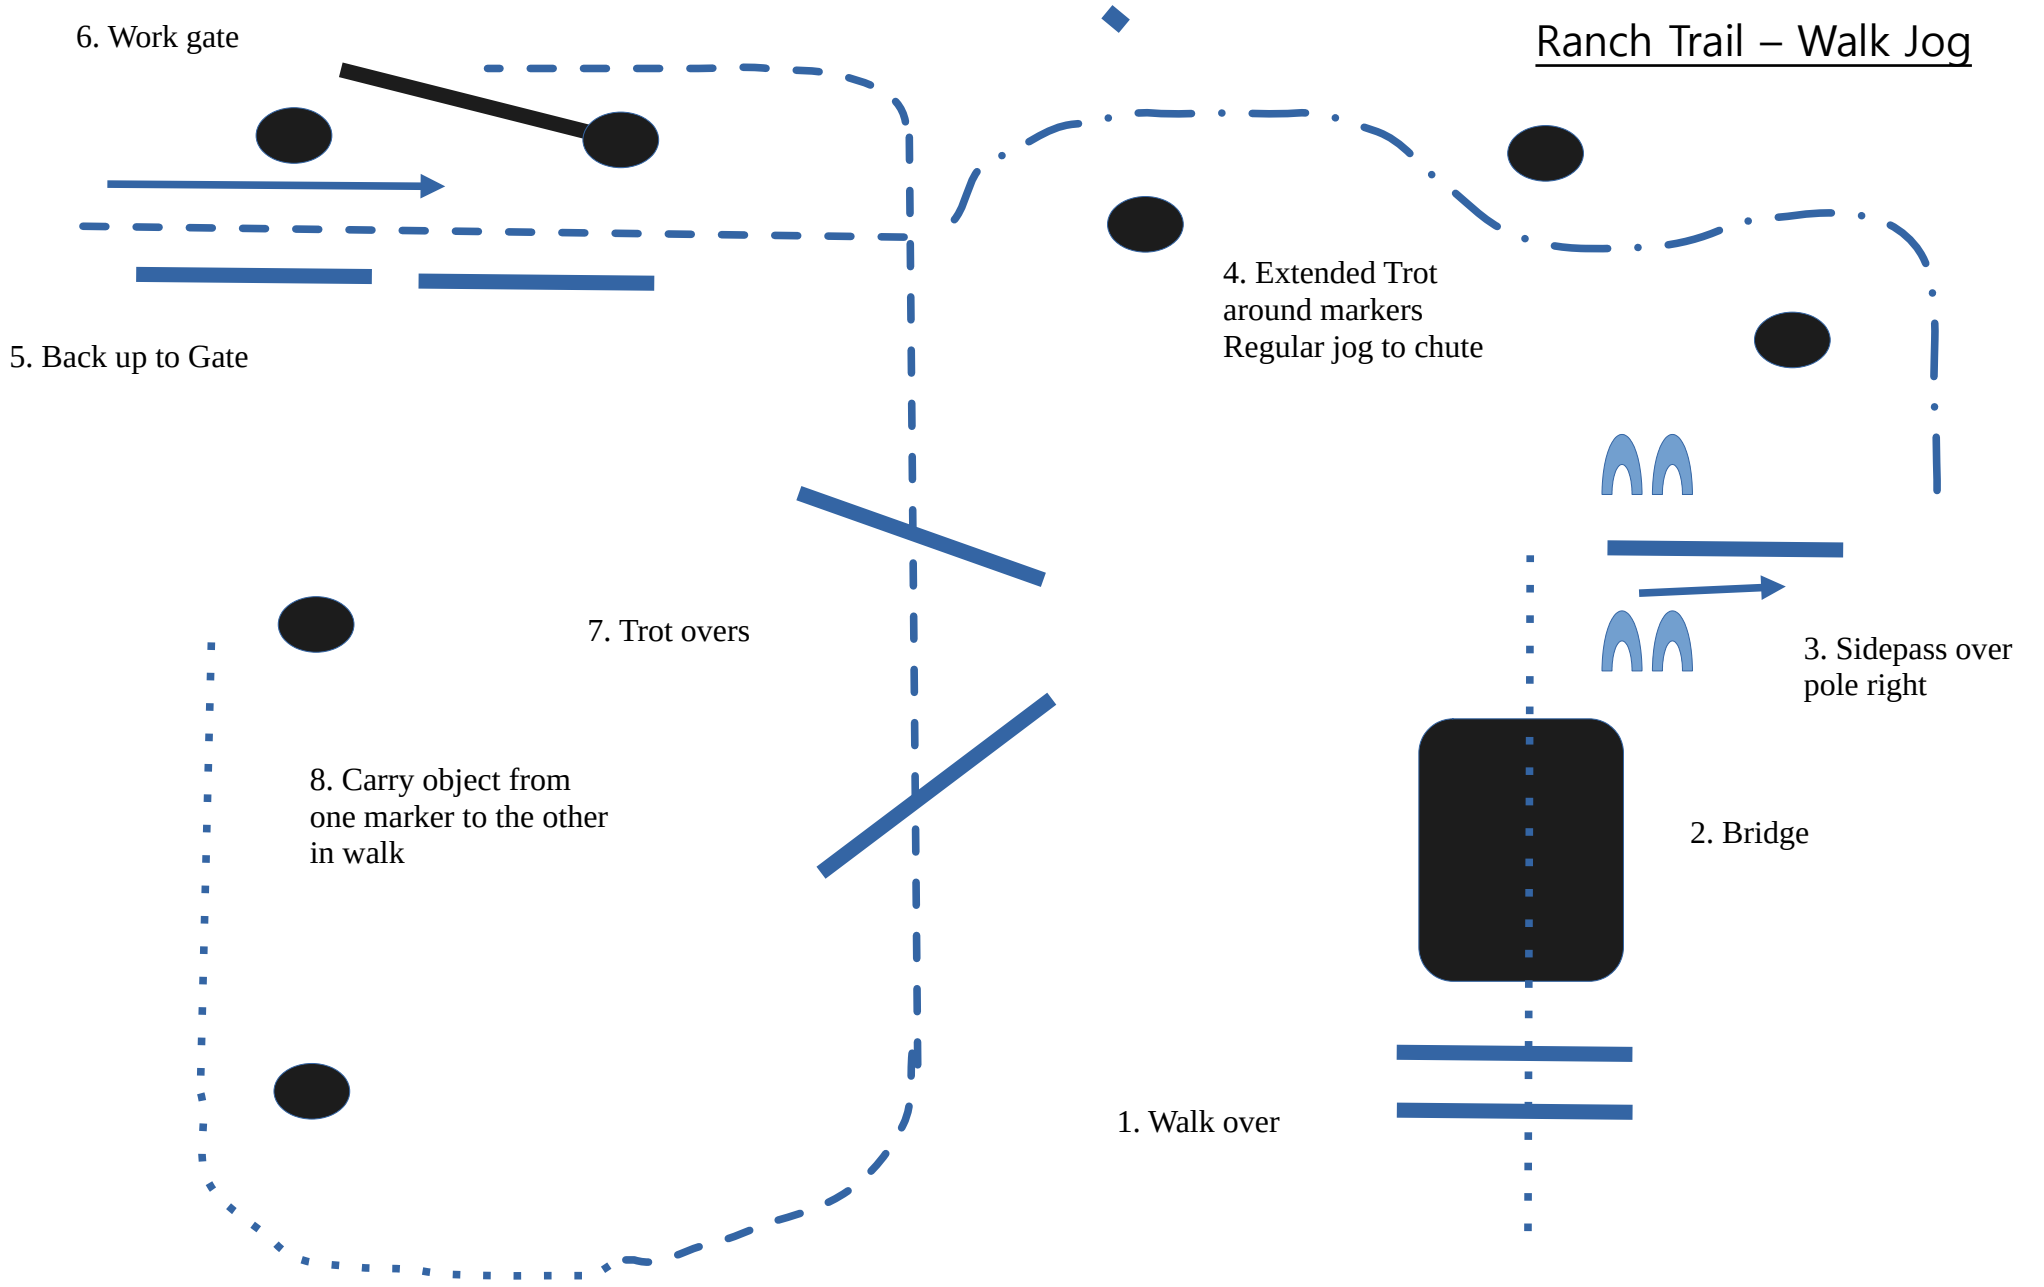 6. Work gate
Ranch Trail – Walk Jog
4. Extended Trot
around markers
Regular jog to chute
5. Back up to Gate
7. Trot overs
3. Sidepass over
pole right
8. Carry object from
one marker to the other
in walk
2. Bridge
1. Walk over